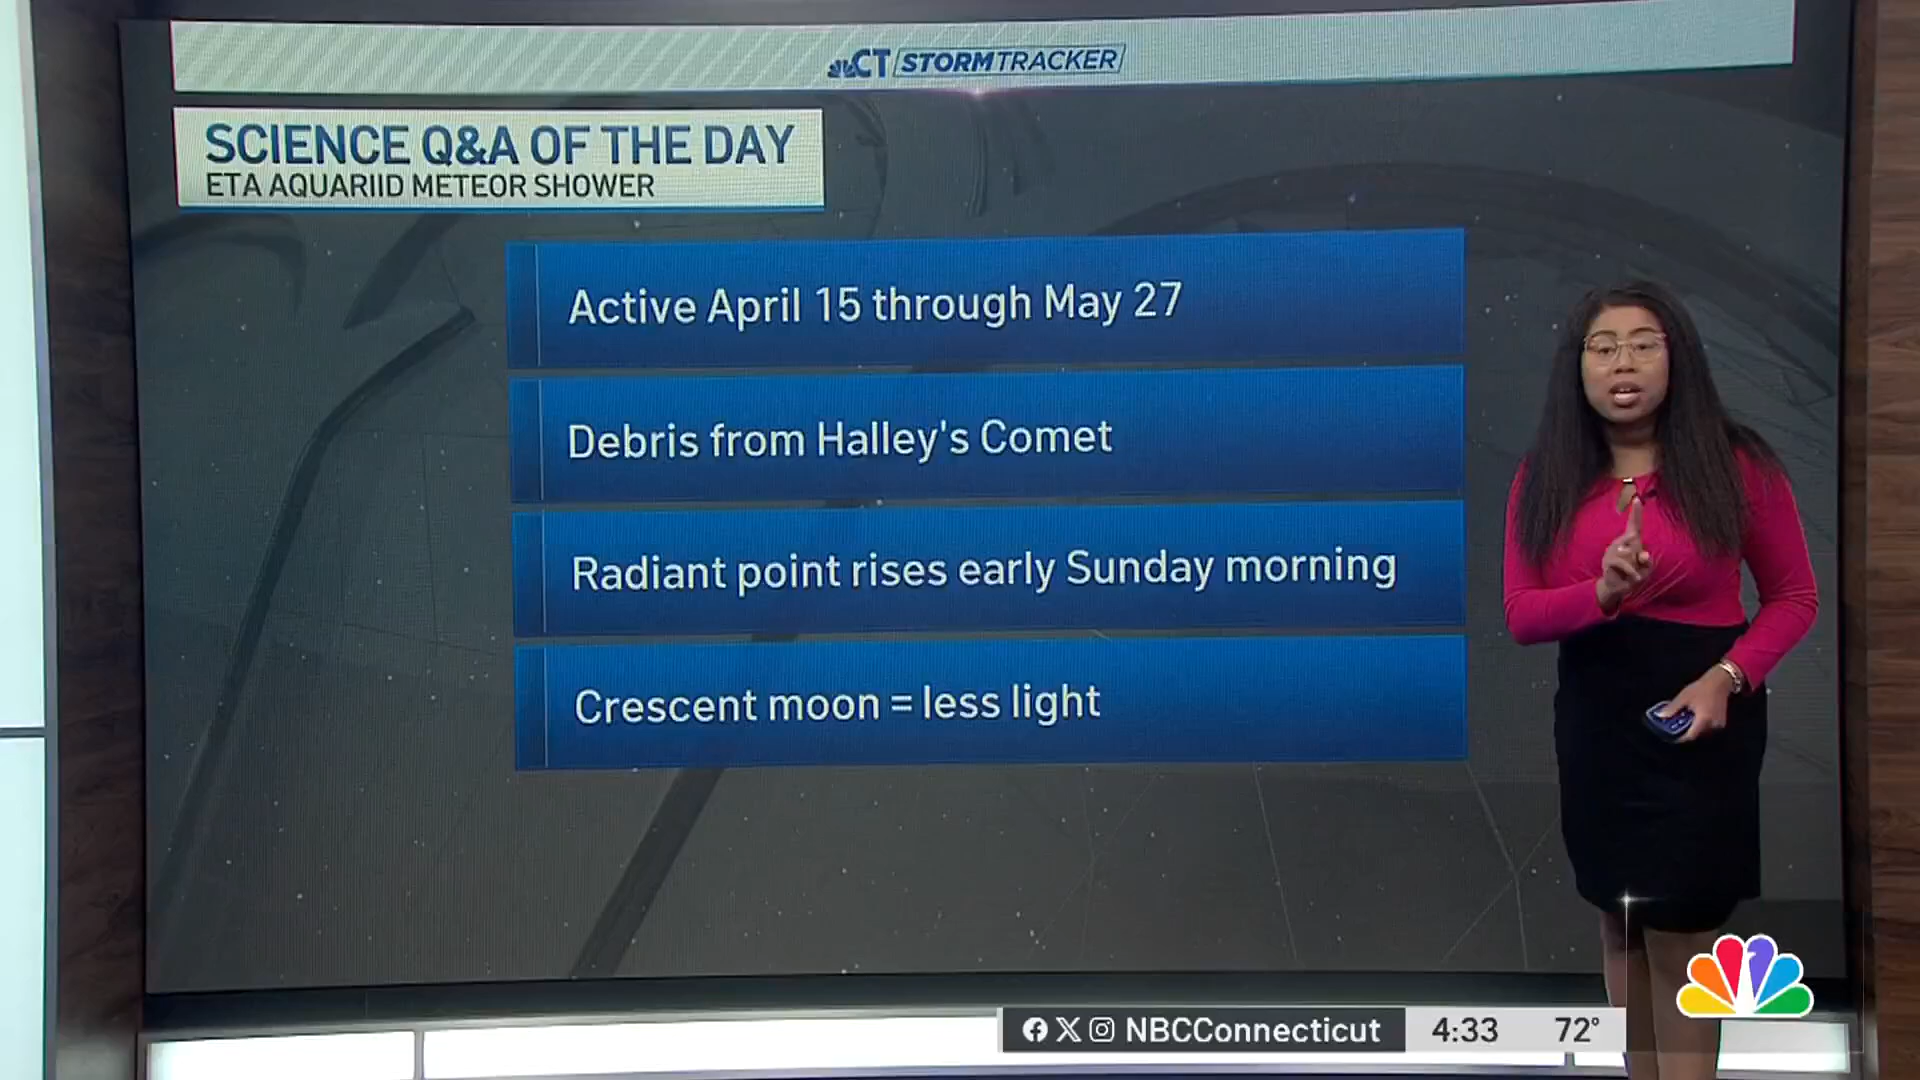 CT STORMTRACKER
SCIENCE Q&A OF THE DAY
ETA AQUARIID METEOR SHOWER
Active April 15 through May 27
Debris from Halley's Comet
Radiant point rises early Sunday morning
Crescent moon = less light
NBCConnecticut 4:33 72°